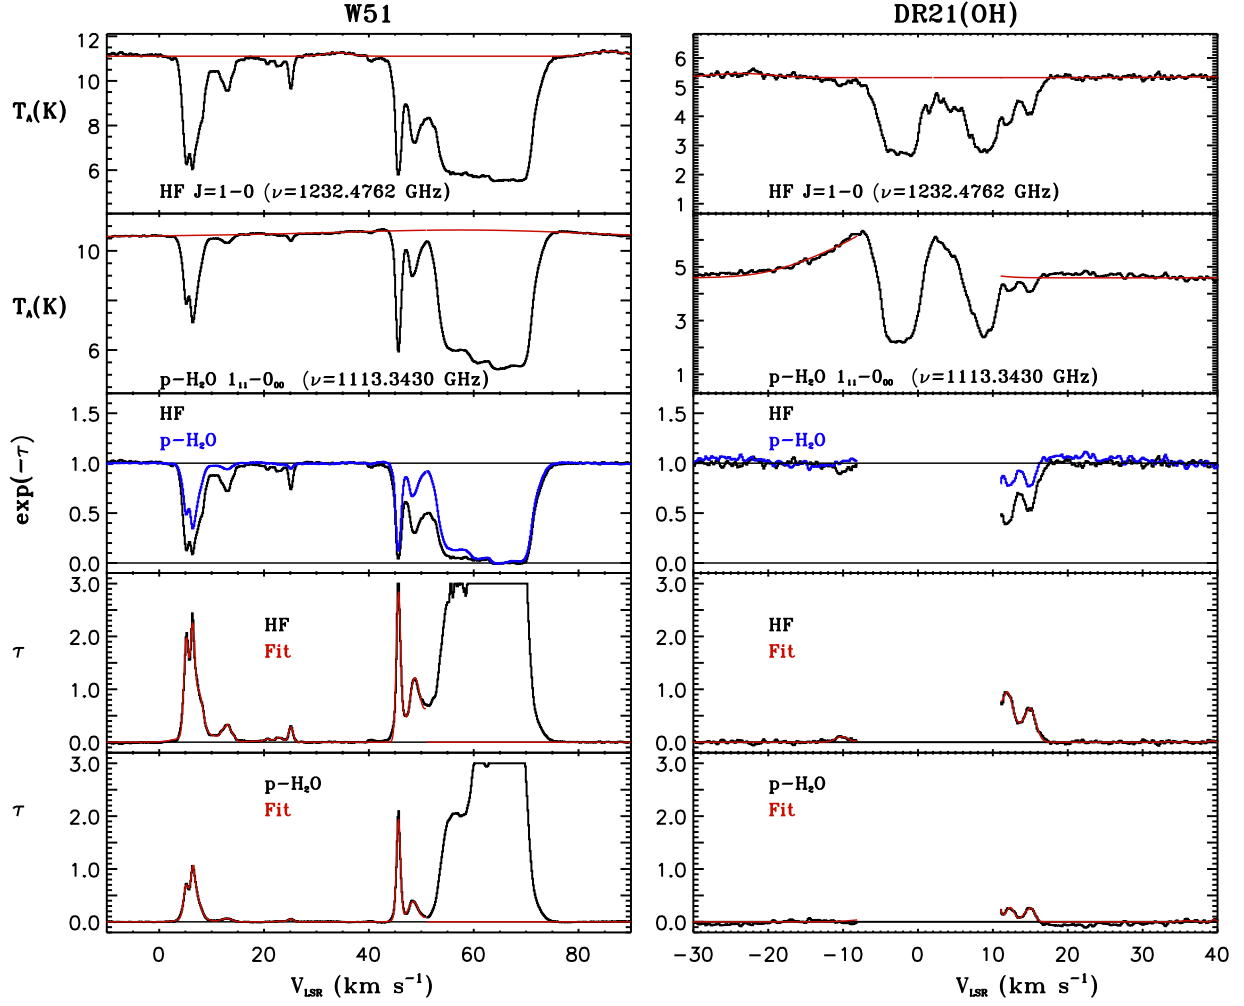 W51
DR21(OH)
12
10
8
6
T_A(K)
HF J=1−0 (ν=1232.4762 GHz)
6
5
4
3
2
1
HF J=1−0 (ν=1232.4762 GHz)
10
6
T_A(K)
p−H₂O 1₁₁−0₀₀ (ν=1113.3430 GHz)
5
3
1
p−H₂O 1₁₁−0₀₀ (ν=1113.3430 GHz)
1.5
1.0
0.5
0.0
exp(−τ)
HF
p−H₂O
1.5
1.0
0.5
0.0
HF
p−H₂O
3.0
2.0
1.0
0.0
τ
HF
Fit
3.0
2.0
1.0
0.0
HF
Fit
3.0
2.0
1.0
0.0
τ
p−H₂O
Fit
3.0
2.0
1.0
0.0
p−H₂O
Fit
0 20 40 60 80
V_LSR (km s⁻¹)
−30 −20 −10 0 10 20 30 40
V_LSR (km s⁻¹)